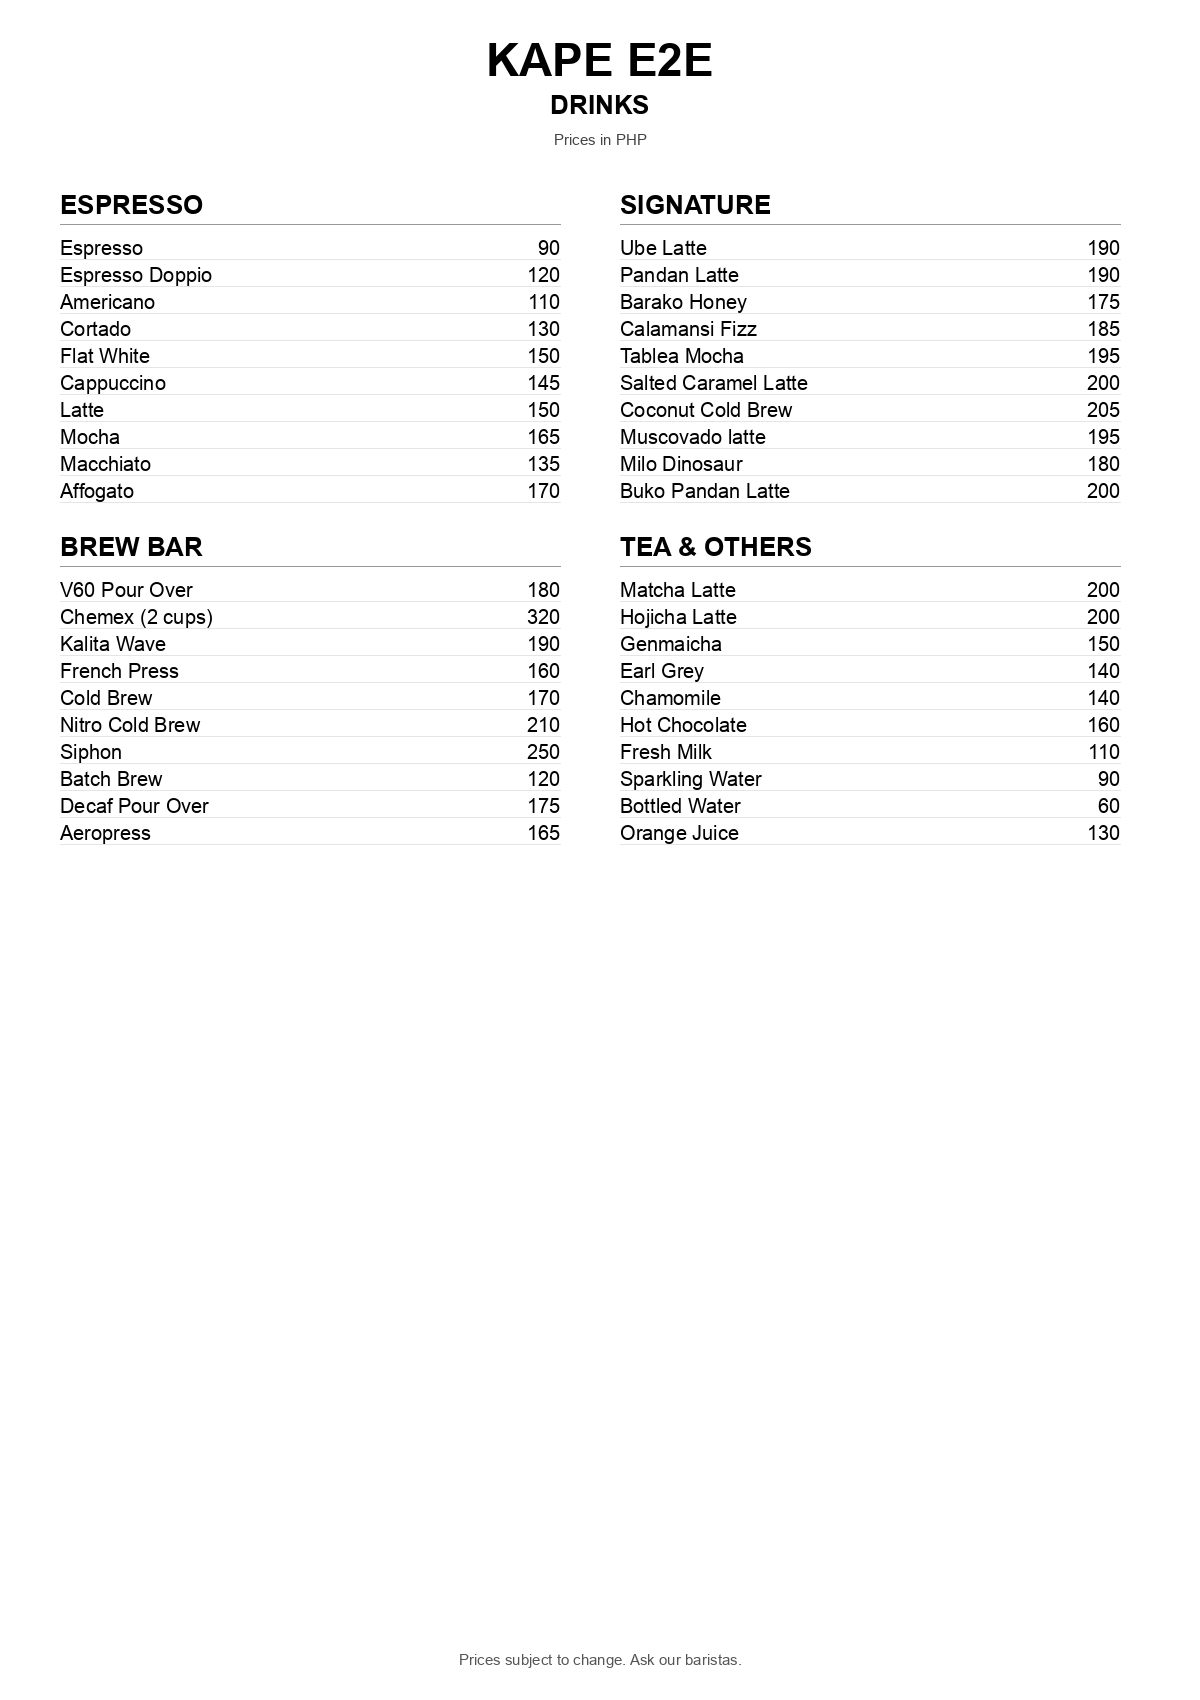 KAPE E2E
DRINKS
Prices in PHP
ESPRESSO
Espresso 90
Espresso Doppio 120
Americano 110
Cortado 130
Flat White 150
Cappuccino 145
Latte 150
Mocha 165
Macchiato 135
Affogato 170
SIGNATURE
Ube Latte 190
Pandan Latte 190
Barako Honey 175
Calamansi Fizz 185
Tablea Mocha 195
Salted Caramel Latte 200
Coconut Cold Brew 205
Muscovado latte 195
Milo Dinosaur 180
Buko Pandan Latte 200
BREW BAR
V60 Pour Over 180
Chemex (2 cups) 320
Kalita Wave 190
French Press 160
Cold Brew 170
Nitro Cold Brew 210
Siphon 250
Batch Brew 120
Decaf Pour Over 175
Aeropress 165
TEA & OTHERS
Matcha Latte 200
Hojicha Latte 200
Genmaicha 150
Earl Grey 140
Chamomile 140
Hot Chocolate 160
Fresh Milk 110
Sparkling Water 90
Bottled Water 60
Orange Juice 130
Prices subject to change. Ask our baristas.